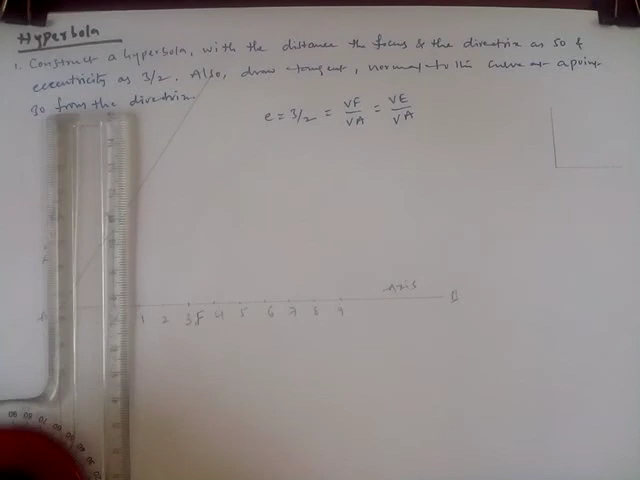 Hyperbola
1. Construct a hyperbola, with the distance the focus & the directrix as 50 &
eccentricity as 3/2. Also, draw tangent, normal to the curve at a point
30 from the directrix.
e = 3/2 = VF/VA = VE/VA
Axis
1 2 3 F 4 5 6 7 8 9